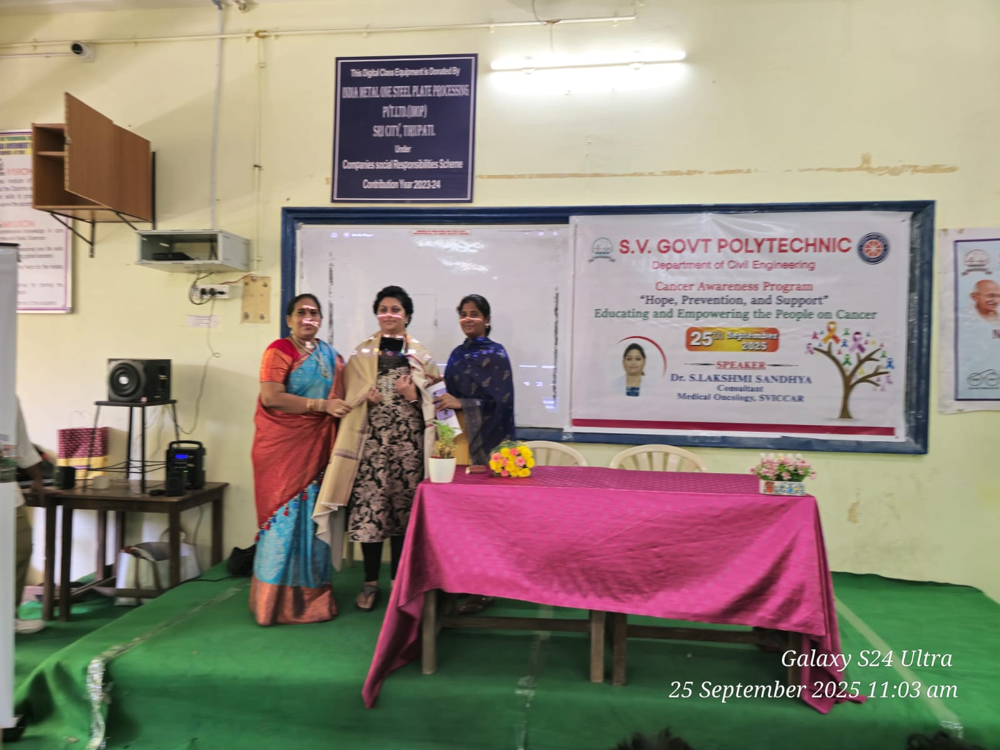 This Digital Class Equipment is Donated By
INDIA METAL ONE STEEL PLATE PROCESSING
PVT.LTD.(IMOP)
SRI CITY, TIRUPATI.
Under
Companies social Responsibilities Scheme
Contribution Year 2023-24
S.V. GOVT POLYTECHNIC
Department of Civil Engineering
Cancer Awareness Program
“Hope, Prevention, and Support”
Educating and Empowering the People on Cancer
25th September
2025
SPEAKER
Dr. S.LAKSHMI SANDHYA
Consultant
Medical Oncology, SVICCAR
VISION
MISSION
Galaxy S24 Ultra
25 September 2025 11:03 am